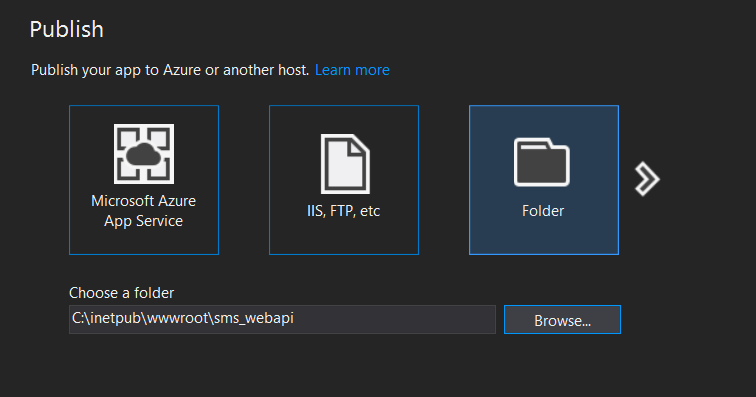 Publish
Publish your app to Azure or another host. Learn more
Microsoft Azure
App Service
IIS, FTP, etc
Folder
Choose a folder
C:\inetpub\wwwroot\sms_webapi
Browse...